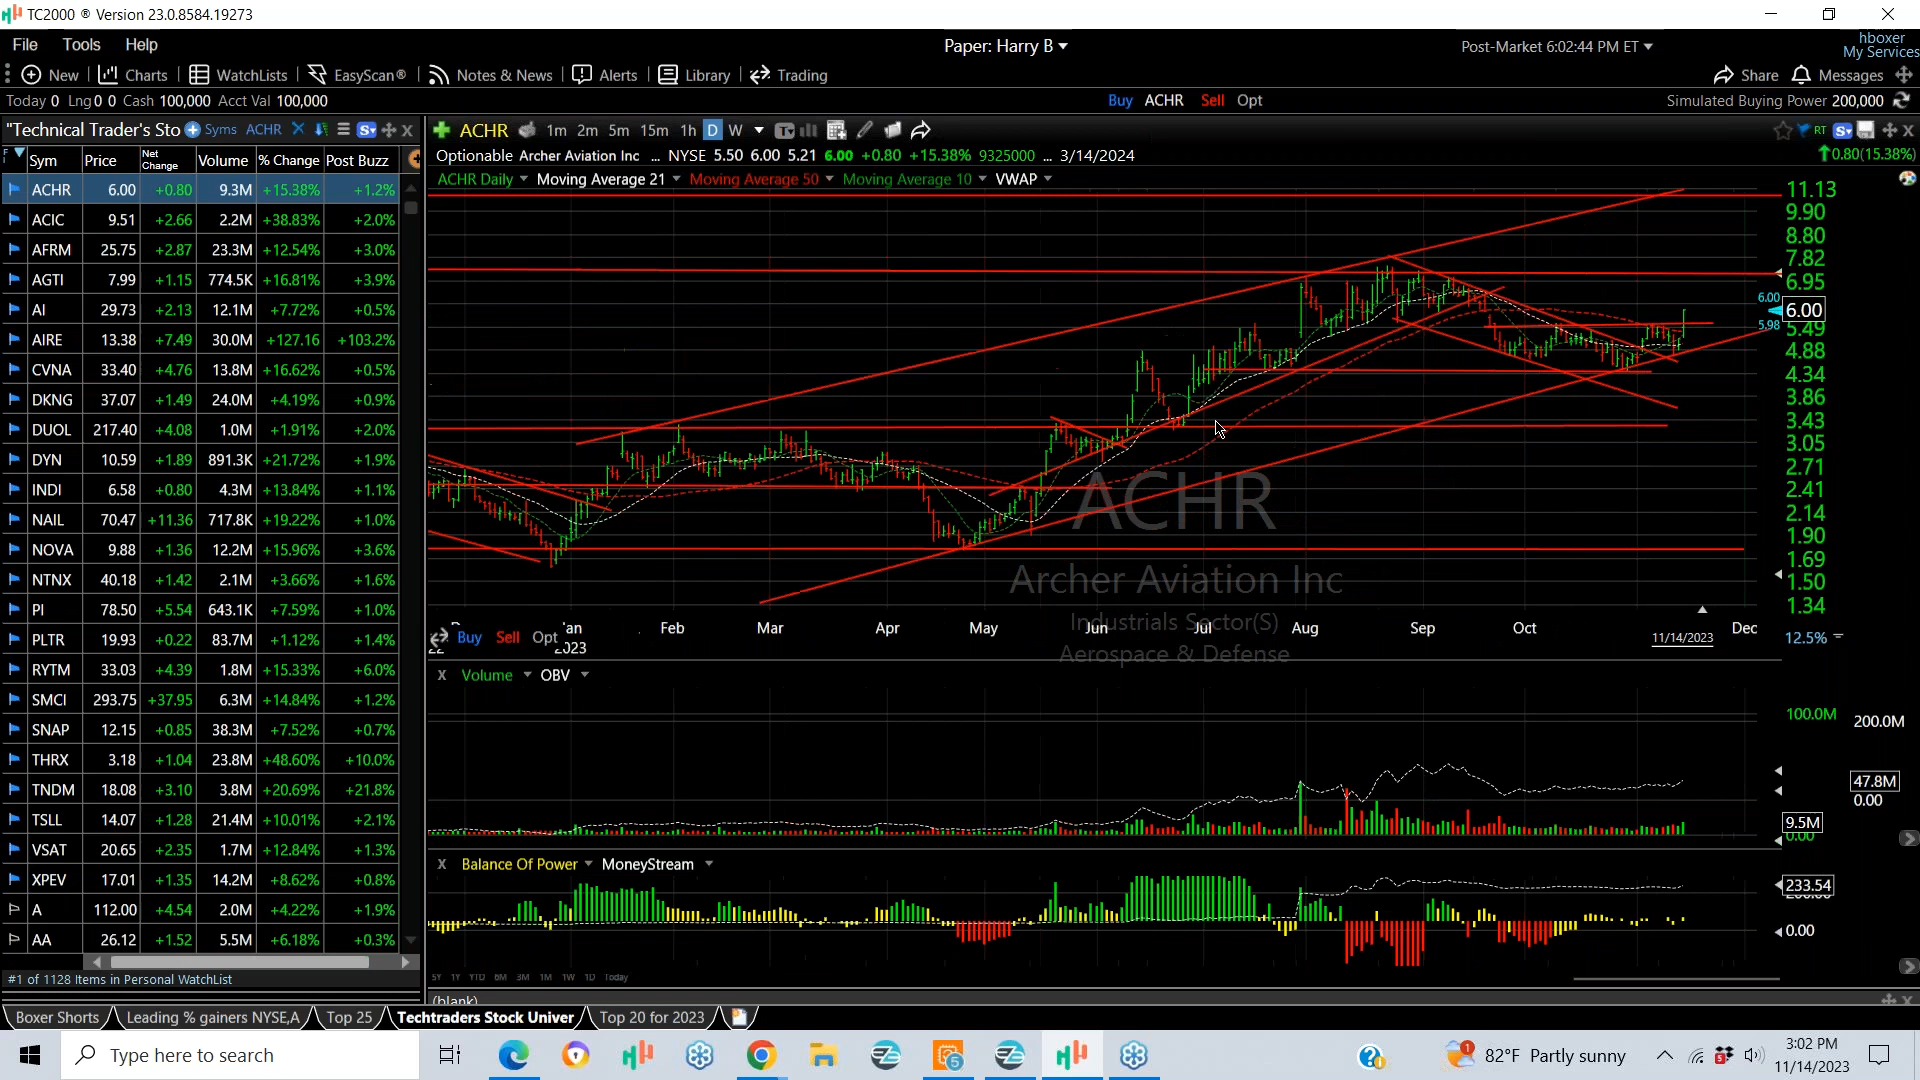 TC2000 ® Version 23.0.8584.19273
File Tools Help
Paper: Harry B
Post-Market 6:02:44 PM ET
hboxer
My Services
New Charts WatchLists EasyScan® Notes & News Alerts Library Trading
Share Messages
Today 0 Lng 0 0 Cash 100,000 Acct Val 100,000
Buy ACHR Sell Opt
Simulated Buying Power 200,000
"Technical Trader's Sto Syms ACHR
Sym Price Net Change Volume % Change Post Buzz
ACHR 6.00 +0.80 9.3M +15.38% +1.2%
ACIC 9.51 +2.66 2.2M +38.83% +2.0%
AFRM 25.75 +2.87 23.3M +12.54% +3.0%
AGTI 7.99 +1.15 774.5K +16.81% +3.9%
AI 29.73 +2.13 12.1M +7.72% +0.5%
AIRE 13.38 +7.49 30.0M +127.16 +103.2%
CVNA 33.40 +4.76 13.8M +16.62% +0.5%
DKNG 37.07 +1.49 24.0M +4.19% +0.9%
DUOL 217.40 +4.08 1.0M +1.91% +2.0%
DYN 10.59 +1.89 891.3K +21.72% +1.9%
INDI 6.58 +0.80 4.3M +13.84% +1.1%
NAIL 70.47 +11.36 717.8K +19.22% +1.0%
NOVA 9.88 +1.36 12.2M +15.96% +3.6%
NTNX 40.18 +1.42 2.1M +3.66% +1.6%
PI 78.50 +5.54 643.1K +7.59% +1.0%
PLTR 19.93 +0.22 83.7M +1.12% +1.4%
RYTM 33.03 +4.39 1.8M +15.33% +6.0%
SMCI 293.75 +37.95 6.3M +14.84% +1.2%
SNAP 12.15 +0.85 38.3M +7.52% +0.7%
THRX 3.18 +1.04 23.8M +48.60% +10.0%
TNDM 18.08 +3.10 3.8M +20.69% +21.8%
TSLL 14.07 +1.28 21.4M +10.01% +2.1%
VSAT 20.65 +2.35 1.7M +12.84% +1.3%
XPEV 17.01 +1.35 14.2M +8.62% +0.8%
A 112.00 +4.54 2.0M +4.22% +1.9%
AA 26.12 +1.52 5.5M +6.18% +0.3%
#1 of 1128 Items in Personal WatchList
ACHR 1m 2m 5m 15m 1h D W
RT
Optionable Archer Aviation Inc ... NYSE 5.50 6.00 5.21 6.00 +0.80 +15.38% 9325000 ... 3/14/2024
0.80(15.38%)
ACHR Daily Moving Average 21 Moving Average 50 Moving Average 10 VWAP
11.13
9.90
8.80
7.82
6.95
6.00
6.00
5.98
5.49
4.88
4.34
3.86
3.43
3.05
2.71
2.41
2.14
1.90
1.69
1.50
1.34
ACHR
Archer Aviation Inc
Industrials Sector(S)
Aerospace & Defense
Feb Mar Apr May Jun Jul Aug Sep Oct Dec
2023
11/14/2023
12.5%
Buy Sell Opt
X Volume OBV
100.0M 200.0M
47.8M
0.00
9.5M
0.00
X Balance Of Power MoneyStream
233.54
0.00
5Y 1Y YTD 6M 3M 1M 1W 1D Today
(blank)
Boxer Shorts Leading % gainers NYSE,A Top 25 Techtraders Stock Univer Top 20 for 2023
Type here to search
82°F Partly sunny
3:02 PM
11/14/2023